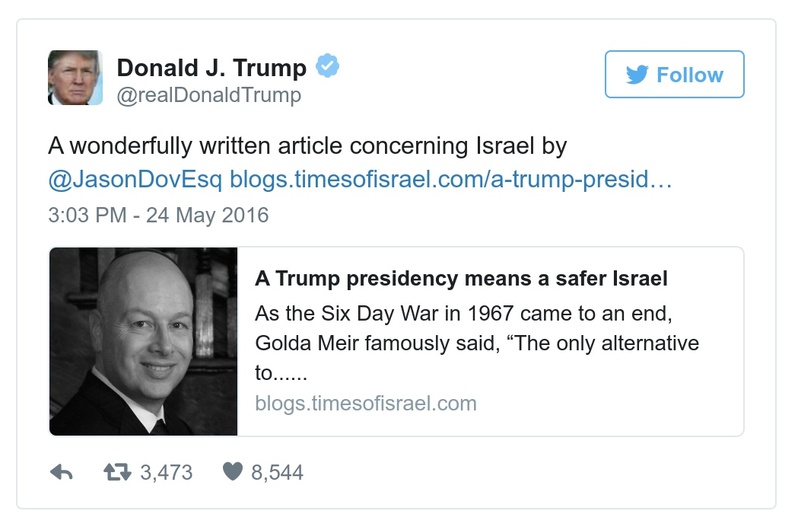 Donald J. Trump
@realDonaldTrump
Follow
A wonderfully written article concerning Israel by
@JasonDovEsq blogs.timesofisrael.com/a-trump-presid…
3:03 PM - 24 May 2016
A Trump presidency means a safer Israel
As the Six Day War in 1967 came to an end,
Golda Meir famously said, “The only alternative
to......
blogs.timesofisrael.com
3,473 8,544